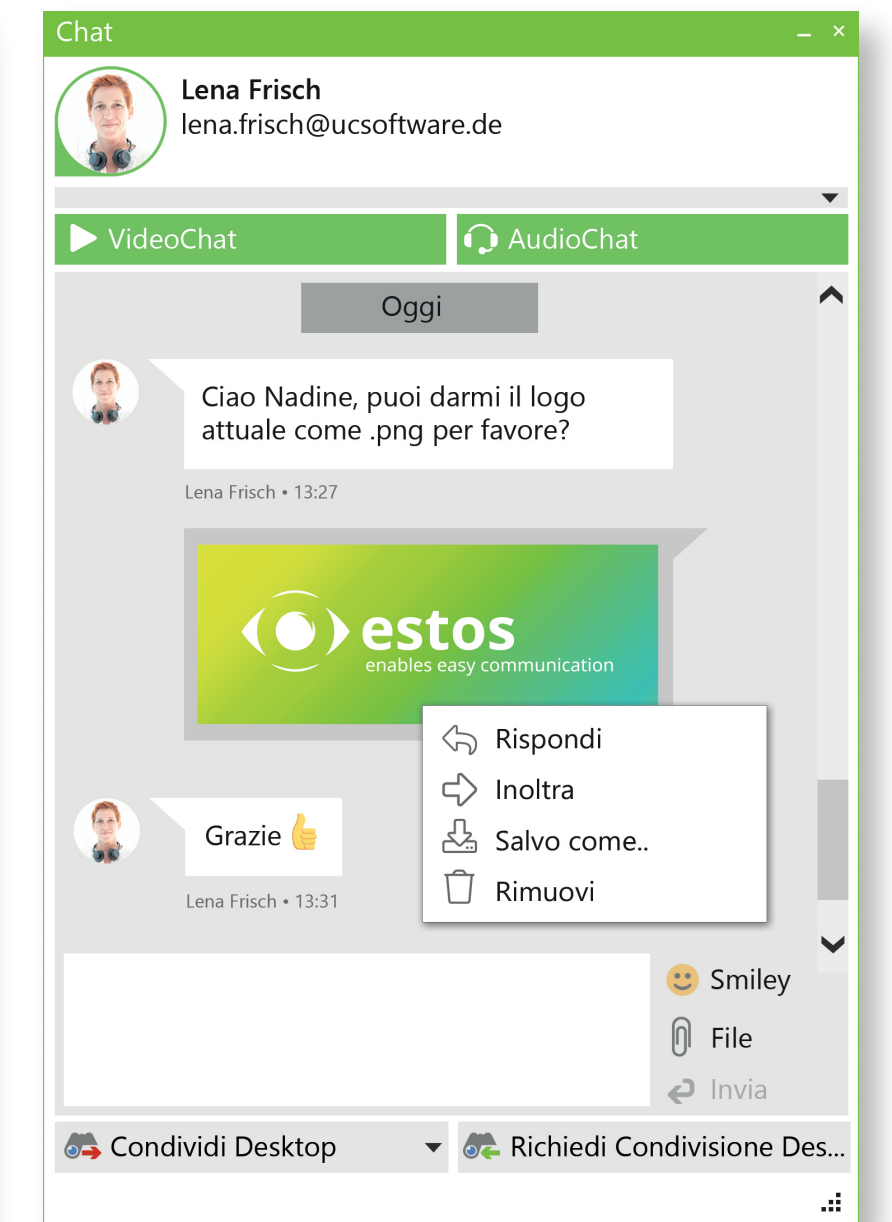 Chat
Lena Frisch
lena.frisch@ucsoftware.de
VideoChat
AudioChat
Oggi
Ciao Nadine, puoi darmi il logo
attuale come .png per favore?
Lena Frisch • 13:27
estos
enables easy communication
Rispondi
Inoltra
Salvo come..
Rimuovi
Grazie 👍
Lena Frisch • 13:31
Smiley
File
Invia
Condividi Desktop
Richiedi Condivisione Des...